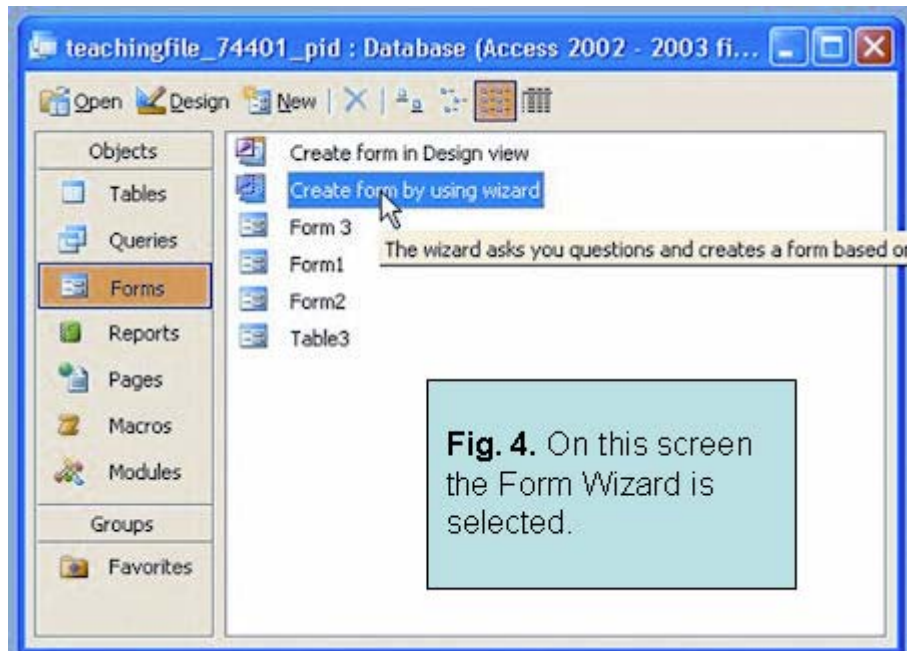 teachingfile_74401_pid : Database (Access 2002 - 2003 fi...
Open Design New
Objects
Tables
Queries
Forms
Reports
Pages
Macros
Modules
Groups
Favorites
Create form in Design view
Create form by using wizard
Form 3
The wizard asks you questions and creates a form based
Form1
Form2
Table3
Fig. 4. On this screen
the Form Wizard is
selected.